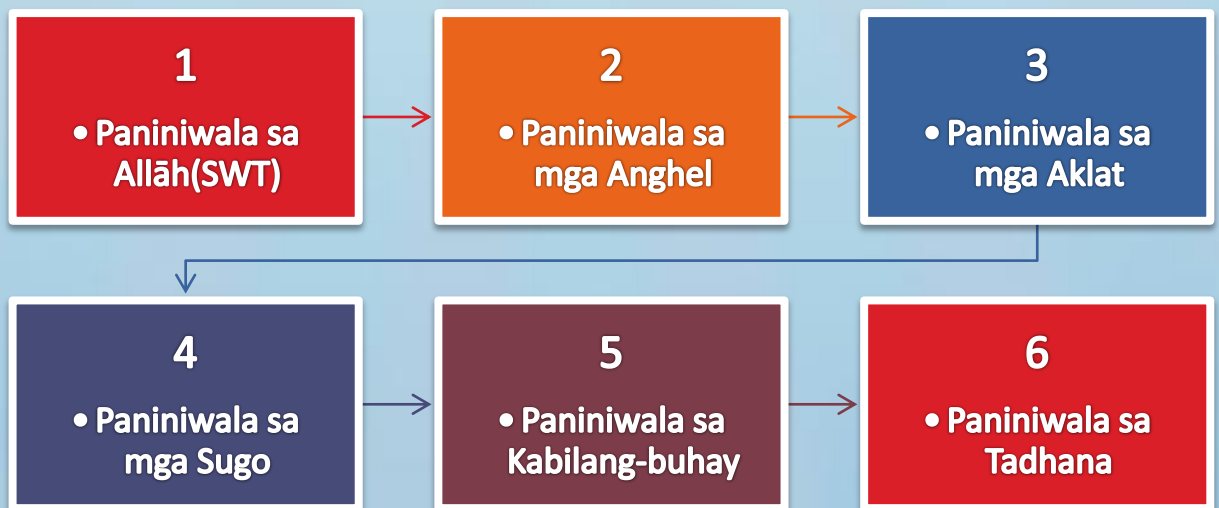 1
• Paniniwala sa
Allāh(SWT)
2
• Paniniwala sa
mga Anghel
3
• Paniniwala sa
mga Aklat
4
• Paniniwala sa
mga Sugo
5
• Paniniwala sa
Kabilang-buhay
6
• Paniniwala sa
Tadhana